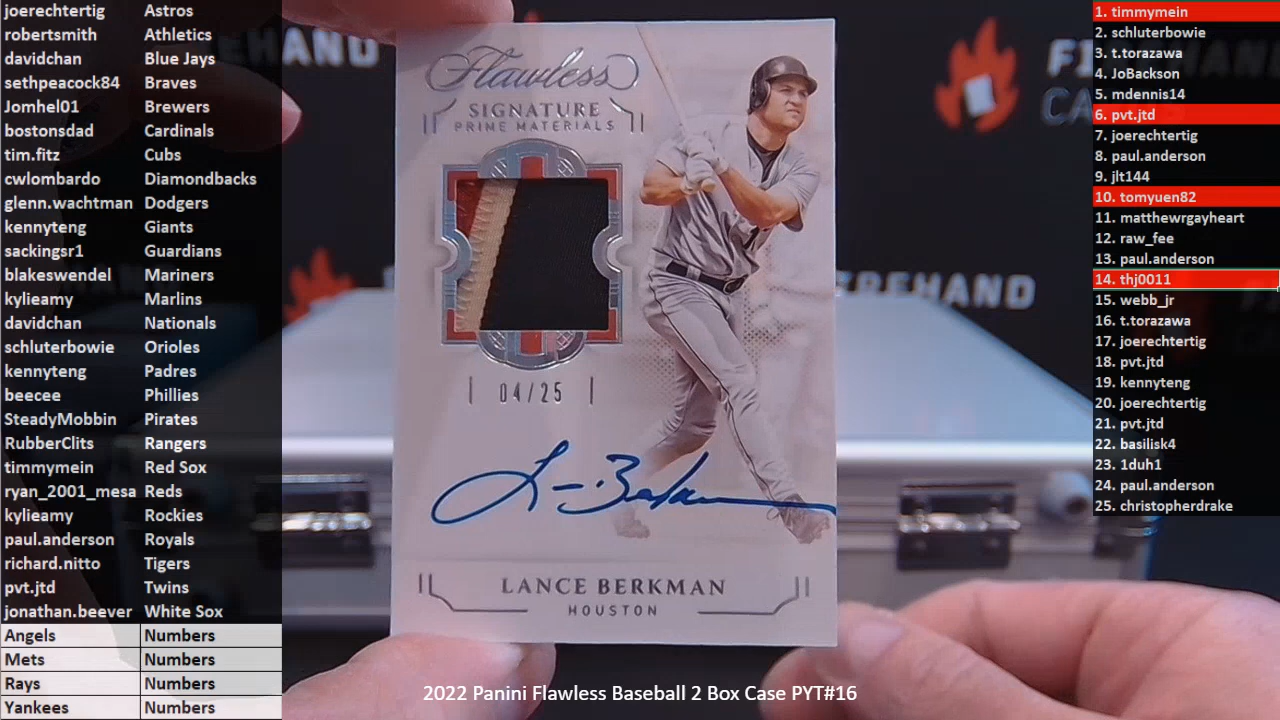 joerechtertig Astros
robertsmith Athletics
davidchan Blue Jays
sethpeacock84 Braves
Jomhel01 Brewers
bostonsdad Cardinals
tim.fitz Cubs
cwlombardo Diamondbacks
glenn.wachtman Dodgers
kennyteng Giants
sackingsr1 Guardians
blakeswendel Mariners
kylieamy Marlins
davidchan Nationals
schluterbowie Orioles
kennyteng Padres
beecee Phillies
SteadyMobbin Pirates
RubberClits Rangers
timmymein Red Sox
ryan_2001_mesa Reds
kylieamy Rockies
paul.anderson Royals
richard.nitto Tigers
pvt.jtd Twins
jonathan.beever White Sox
Angels Numbers
Mets Numbers
Rays Numbers
Yankees Numbers
Flawless
SIGNATURE
PRIME MATERIALS
04/25
LANCE BERKMAN
HOUSTON
2022 Panini Flawless Baseball 2 Box Case PYT#16
1. timmymein
2. schluterbowie
3. t.torazawa
4. JoBackson
5. mdennis14
6. pvt.jtd
7. joerechtertig
8. paul.anderson
9. jlt144
10. tomyuen82
11. matthewrgayheart
12. raw_fee
13. paul.anderson
14. thj0011
15. webb_jr
16. t.torazawa
17. joerechtertig
18. pvt.jtd
19. kennyteng
20. joerechtertig
21. pvt.jtd
22. basilisk4
23. 1duh1
24. paul.anderson
25. christopherdrake